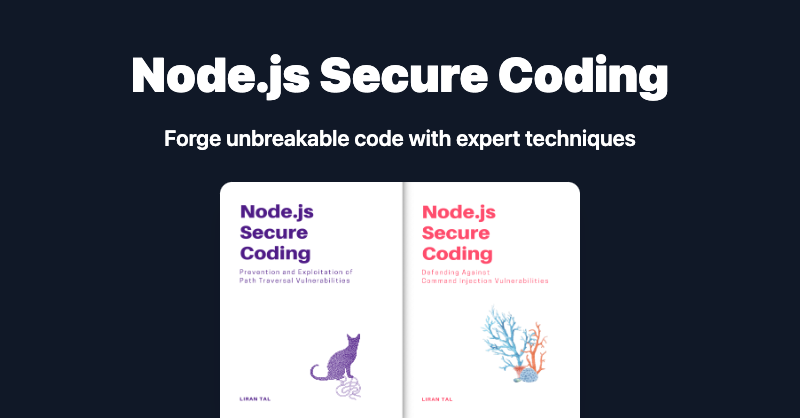 Node.js Secure Coding
Forge unbreakable code with expert techniques
Node.js
Secure
Coding
Prevention and Exploitation of
Path Traversal Vulnerabilities
LIRAN TAL
Node.js
Secure
Coding
Defending Against
Command Injection Vulnerabilities
LIRAN TAL